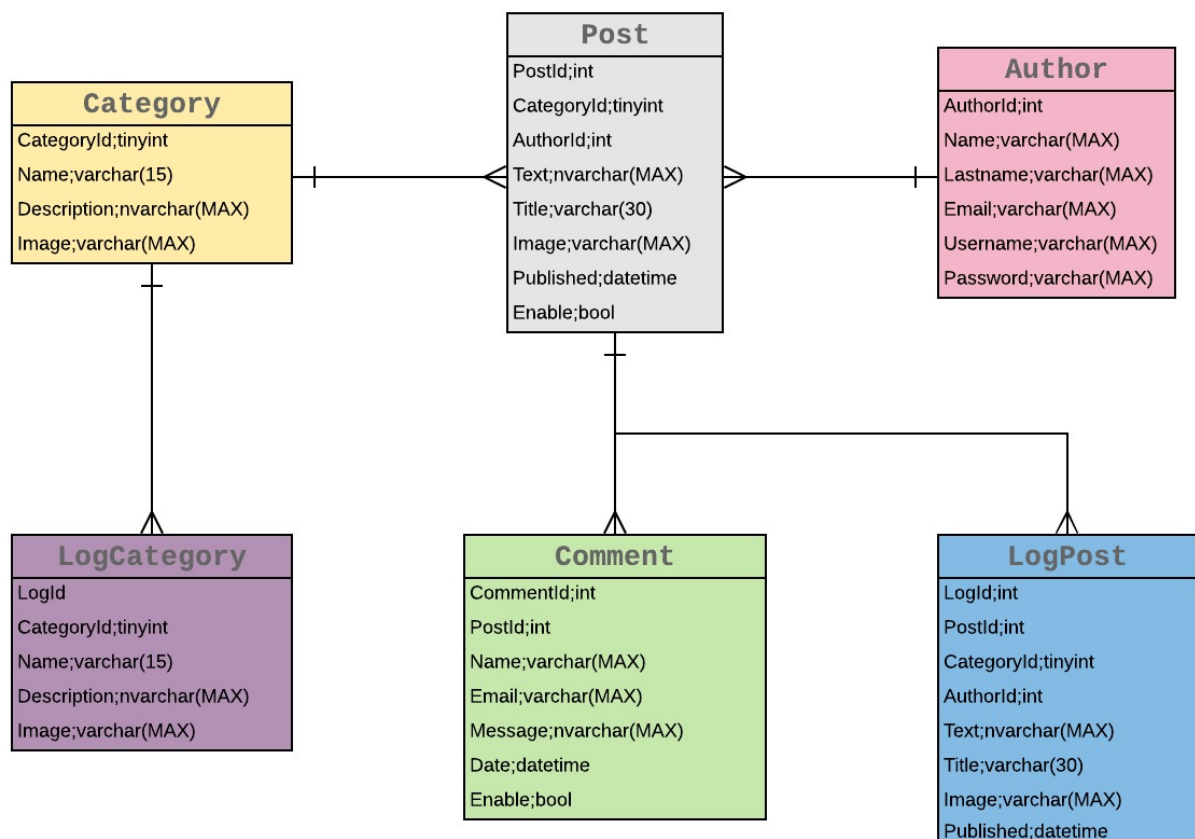 Post
PostId;int
CategoryId;tinyint
AuthorId;int
Text;nvarchar(MAX)
Title;varchar(30)
Image;varchar(MAX)
Published;datetime
Enable;bool
Category
CategoryId;tinyint
Name;varchar(15)
Description;nvarchar(MAX)
Image;varchar(MAX)
Author
AuthorId;int
Name;varchar(MAX)
Lastname;varchar(MAX)
Email;varchar(MAX)
Username;varchar(MAX)
Password;varchar(MAX)
LogCategory
LogId
CategoryId;tinyint
Name;varchar(15)
Description;nvarchar(MAX)
Image;varchar(MAX)
Comment
CommentId;int
PostId;int
Name;varchar(MAX)
Email;varchar(MAX)
Message;nvarchar(MAX)
Date;datetime
Enable;bool
LogPost
LogId;int
PostId;int
CategoryId;tinyint
AuthorId;int
Text;nvarchar(MAX)
Title;varchar(30)
Image;varchar(MAX)
Published;datetime